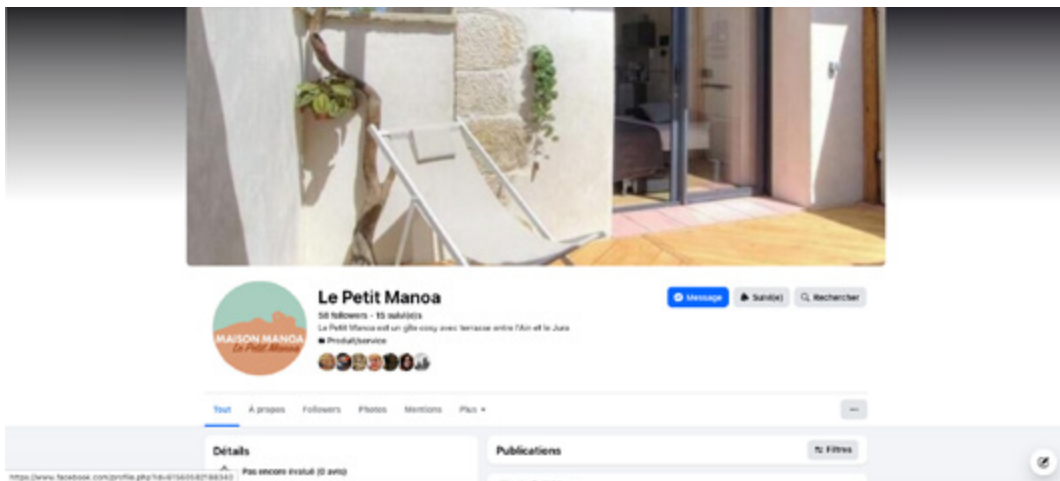 MAISON MANOA
Le Petit Manoa
Le Petit Manoa
58 followers • 15 suivi(e)s
Le Petit Manoa est un gîte cosy avec terrasse entre l'Ain et le Jura
Produit/service
Message
Suivi(e)
Rechercher
Tout
À propos
Followers
Photos
Mentions
Plus
Détails
Pas encore évalué (0 avis)
Publications
Filtres